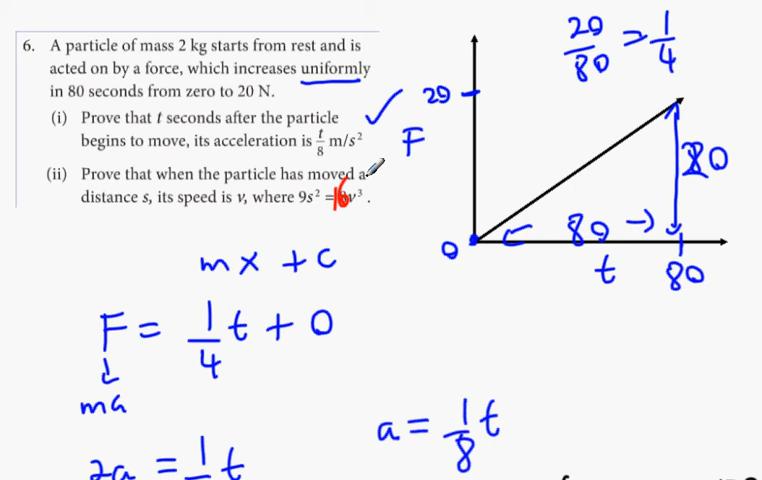 6. A particle of mass 2 kg starts from rest and is
acted on by a force, which increases uniformly
in 80 seconds from zero to 20 N.
(i) Prove that t seconds after the particle
begins to move, its acceleration is t/8 m/s²
(ii) Prove that when the particle has moved a
distance s, its speed is v, where 9s² = 16v³.
20/80 => 1/4
20
F
20
0
← 80 →
t
80
mx + c
F = 1/4 t + 0
↓
ma
a = 1/8 t
2a = 1 t